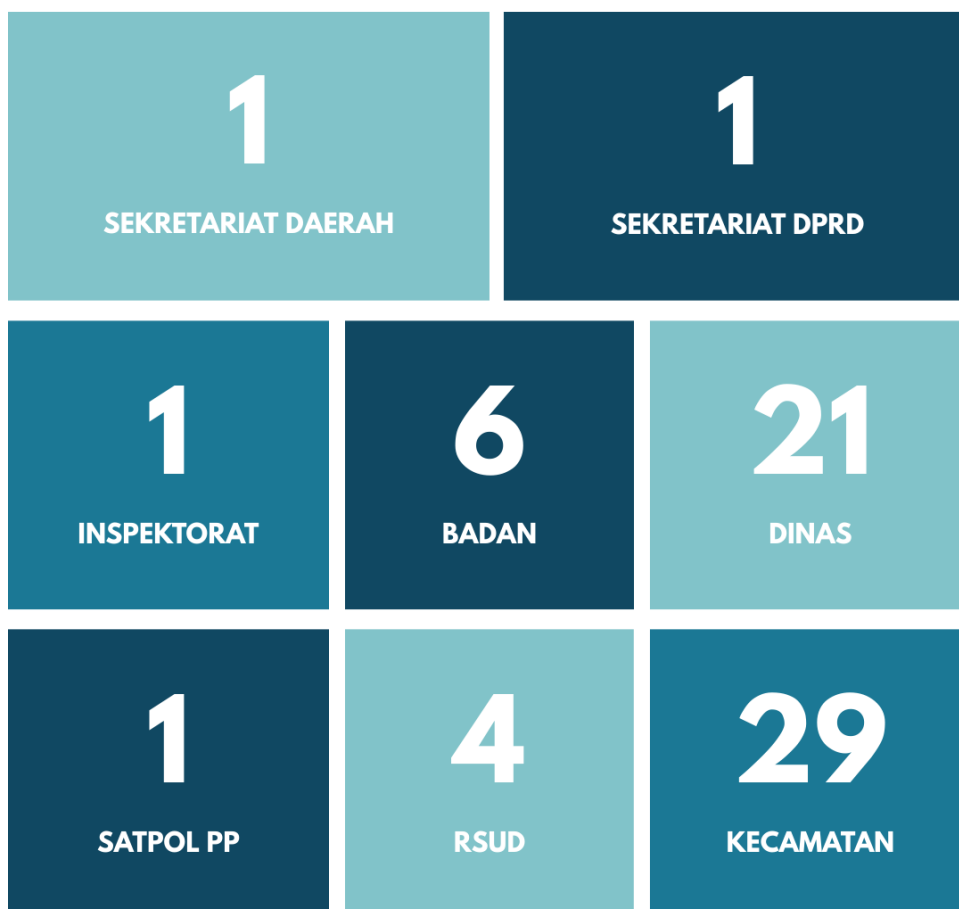 1
SEKRETARIAT DAERAH
1
SEKRETARIAT DPRD
1
INSPEKTORAT
6
BADAN
21
DINAS
1
SATPOL PP
4
RSUD
29
KECAMATAN